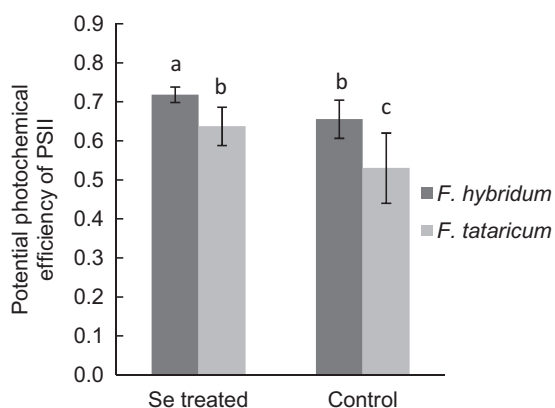 0.9
0.8
0.7
0.6
0.5
0.4
0.3
0.2
0.1
0.0
Potential photochemical
efficiency of PSII
a
b
b
c
F. hybridum
F. tataricum
Se treated
Control